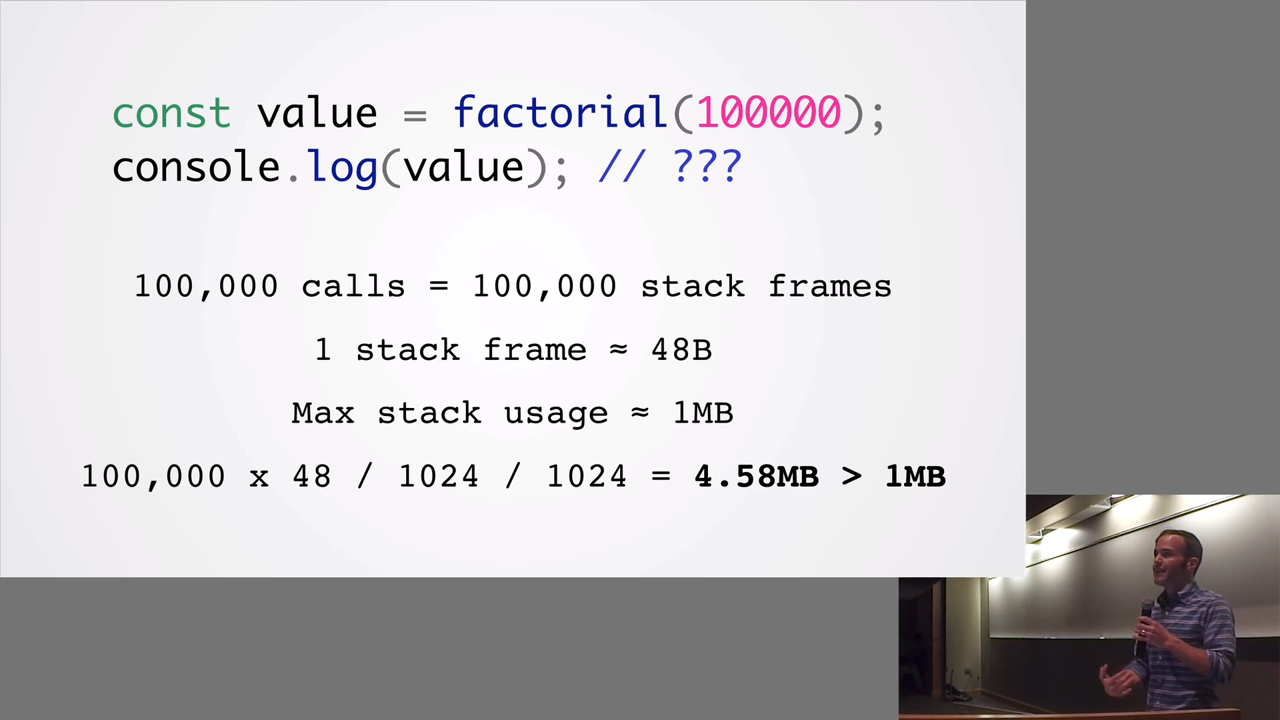 const value = factorial(100000);
console.log(value); // ???
100,000 calls = 100,000 stack frames
1 stack frame ≈ 48B
Max stack usage ≈ 1MB
100,000 x 48 / 1024 / 1024 = 4.58MB > 1MB